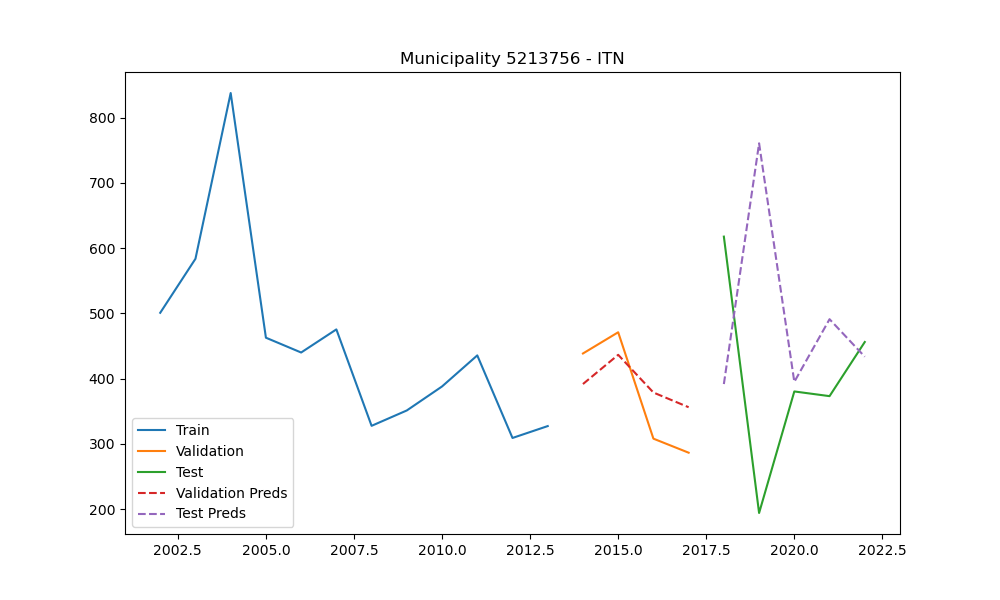 Municipality 5213756 - ITN
800
700
600
500
400
300
200
Train
Validation
Test
Validation Preds
Test Preds
2002.5 2005.0 2007.5 2010.0 2012.5 2015.0 2017.5 2020.0 2022.5